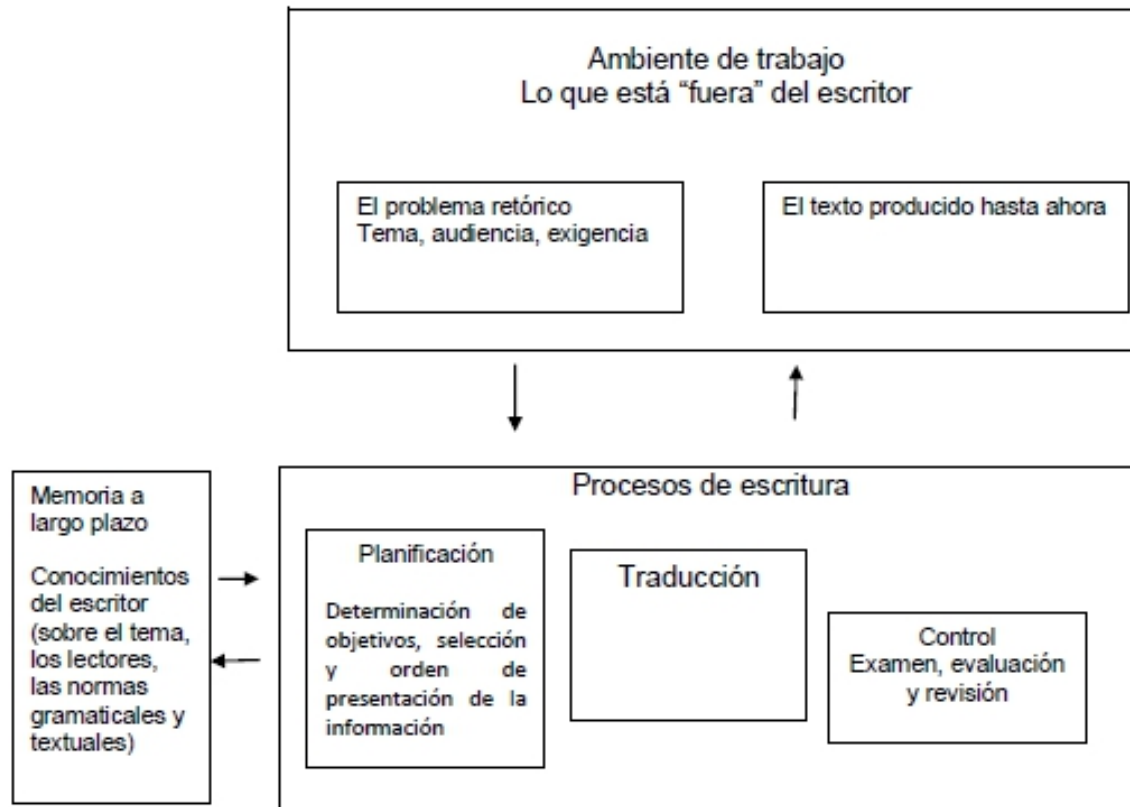 Ambiente de trabajo
Lo que está “fuera” del escritor
El problema retórico
Tema, audiencia, exigencia
El texto producido hasta ahora
Memoria a
largo plazo
Conocimientos
del escritor
(sobre el tema,
los lectores,
las normas
gramaticales y
textuales)
Procesos de escritura
Planificación
Determinación de
objetivos, selección
y orden de
presentación de la
información
Traducción
Control
Examen, evaluación
y revisión